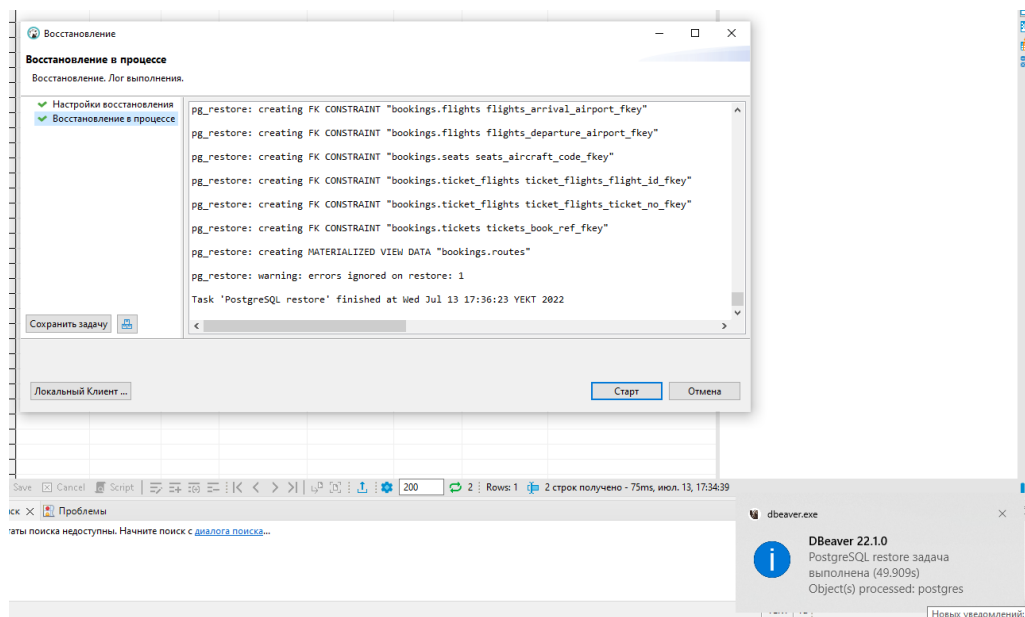 Восстановление
Восстановление в процессе
Восстановление. Лог выполнения.
Настройки восстановления
Восстановление в процессе
pg_restore: creating FK CONSTRAINT "bookings.flights flights_arrival_airport_fkey"
pg_restore: creating FK CONSTRAINT "bookings.flights flights_departure_airport_fkey"
pg_restore: creating FK CONSTRAINT "bookings.seats seats_aircraft_code_fkey"
pg_restore: creating FK CONSTRAINT "bookings.ticket_flights ticket_flights_flight_id_fkey"
pg_restore: creating FK CONSTRAINT "bookings.ticket_flights ticket_flights_ticket_no_fkey"
pg_restore: creating FK CONSTRAINT "bookings.tickets tickets_book_ref_fkey"
pg_restore: creating MATERIALIZED VIEW DATA "bookings.routes"
pg_restore: warning: errors ignored on restore: 1
Task 'PostgreSQL restore' finished at Wed Jul 13 17:36:23 YEKT 2022
Сохранить задачу
Локальный Клиент ...
Старт
Отмена
Save Cancel Script 200 2 Rows: 1 2 строк получено - 75ms, июл. 13, 17:34:39
ск Проблемы
таты поиска недоступны. Начните поиск с диалога поиска...
dbeaver.exe
DBeaver 22.1.0
PostgreSQL restore задача
выполнена (49.909s)
Object(s) processed: postgres
Новых уведомлений: